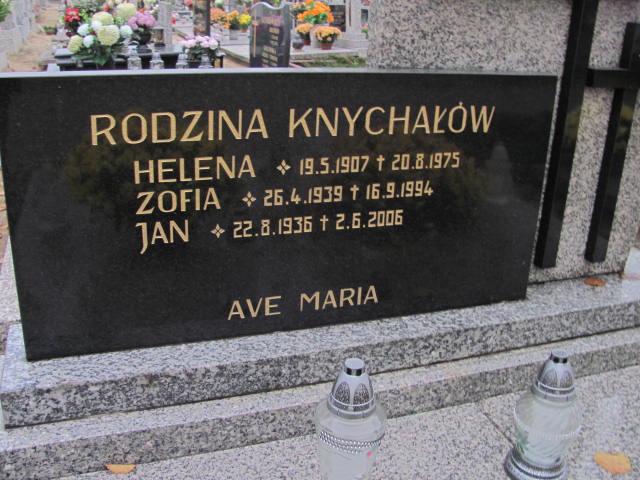 RODZINA KNYCHAŁÓW
HELENA ✧ 19.5.1907 † 20.8.1975
ZOFIA ✧ 26.4.1939 † 16.9.1994
JAN ✧ 22.8.1936 † 2.6.2006
AVE MARIA